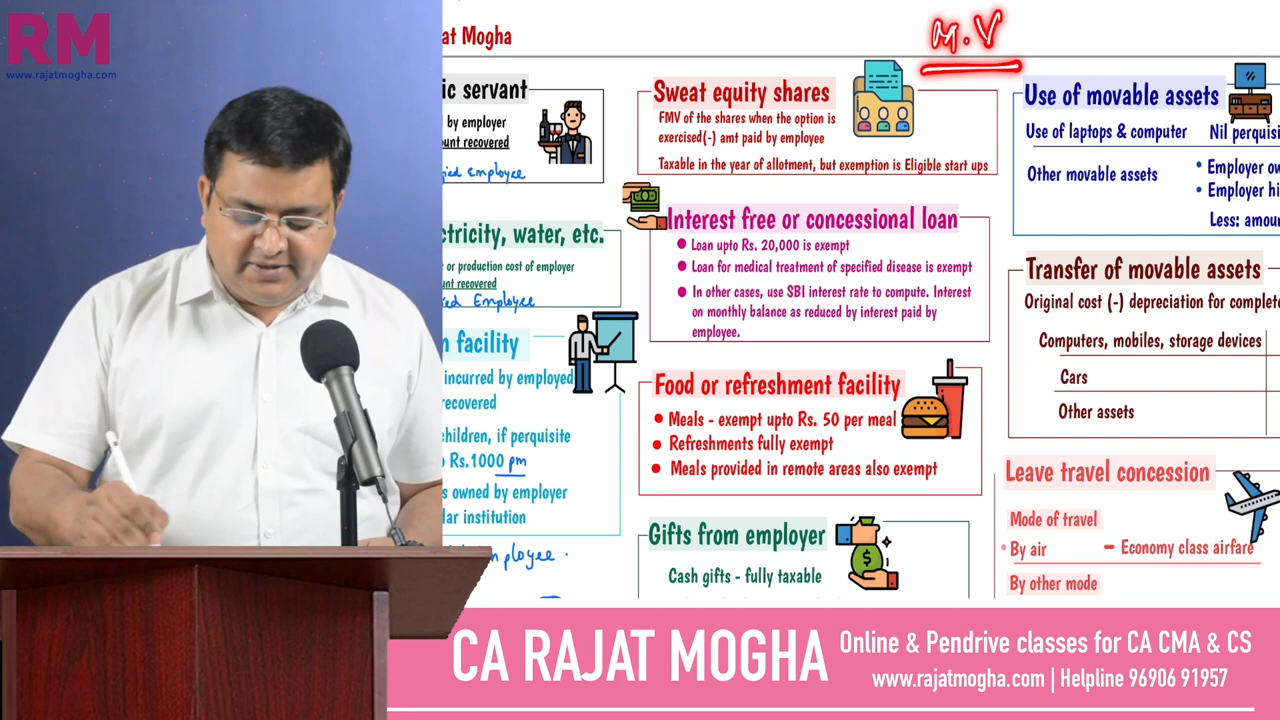 RM
www.rajatmogha.com
at Mogha
M.V
ic servant
by employer
ount recovered
Employee
ctricity, water, etc.
or production cost of employer
unt recovered
Employee
n facility
incurred by employed
recovered
children, if perquisite
Rs.1000 pm
s owned by employer
lar institution
mployee.
Sweat equity shares
FMV of the shares when the option is
exercised(-) amt paid by employee
Taxable in the year of allotment, but exemption is Eligible start ups
Interest free or concessional loan
● Loan upto Rs. 20,000 is exempt
● Loan for medical treatment of specified disease is exempt
● In other cases, use SBI interest rate to compute. Interest
on monthly balance as reduced by interest paid by
employee.
Food or refreshment facility
● Meals - exempt upto Rs. 50 per meal
● Refreshments fully exempt
● Meals provided in remote areas also exempt
Gifts from employer
Cash gifts - fully taxable
Use of movable assets
Use of laptops & computer Nil perquisi
Other movable assets
• Employer ow
• Employer hi
Less: amou
Transfer of movable assets
Original cost (-) depreciation for complete
Computers, mobiles, storage devices
Cars
Other assets
Leave travel concession
Mode of travel
• By air - Economy class airfare
By other mode
CA RAJAT MOGHA
Online & Pendrive classes for CA CMA & CS
www.rajatmogha.com | Helpline 96906 91957